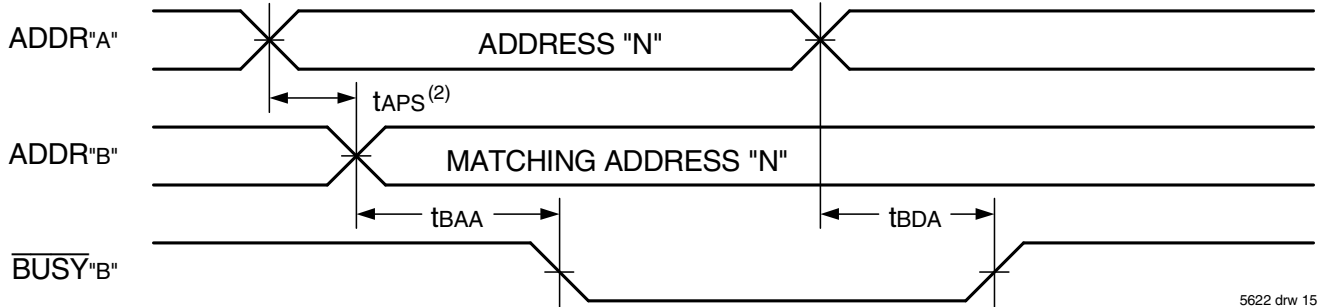 ADDR"A"
ADDRESS "N"
tAPS(2)
ADDR"B"
MATCHING ADDRESS "N"
tBAA
tBDA
BUSY"B"
5622 drw 15